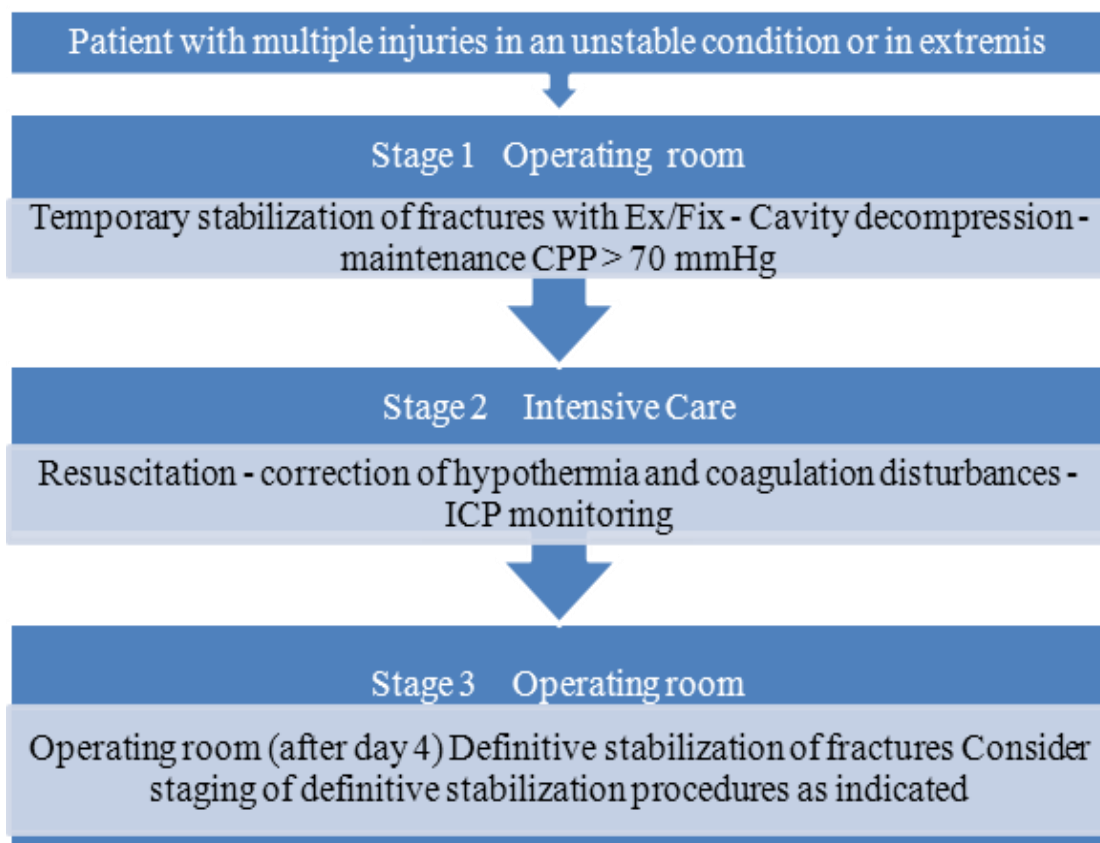 Patient with multiple injuries in an unstable condition or in extremis
Stage 1 Operating room
Temporary stabilization of fractures with Ex/Fix - Cavity decompression -
maintenance CPP > 70 mmHg
Stage 2 Intensive Care
Resuscitation - correction of hypothermia and coagulation disturbances -
ICP monitoring
Stage 3 Operating room
Operating room (after day 4) Definitive stabilization of fractures Consider
staging of definitive stabilization procedures as indicated